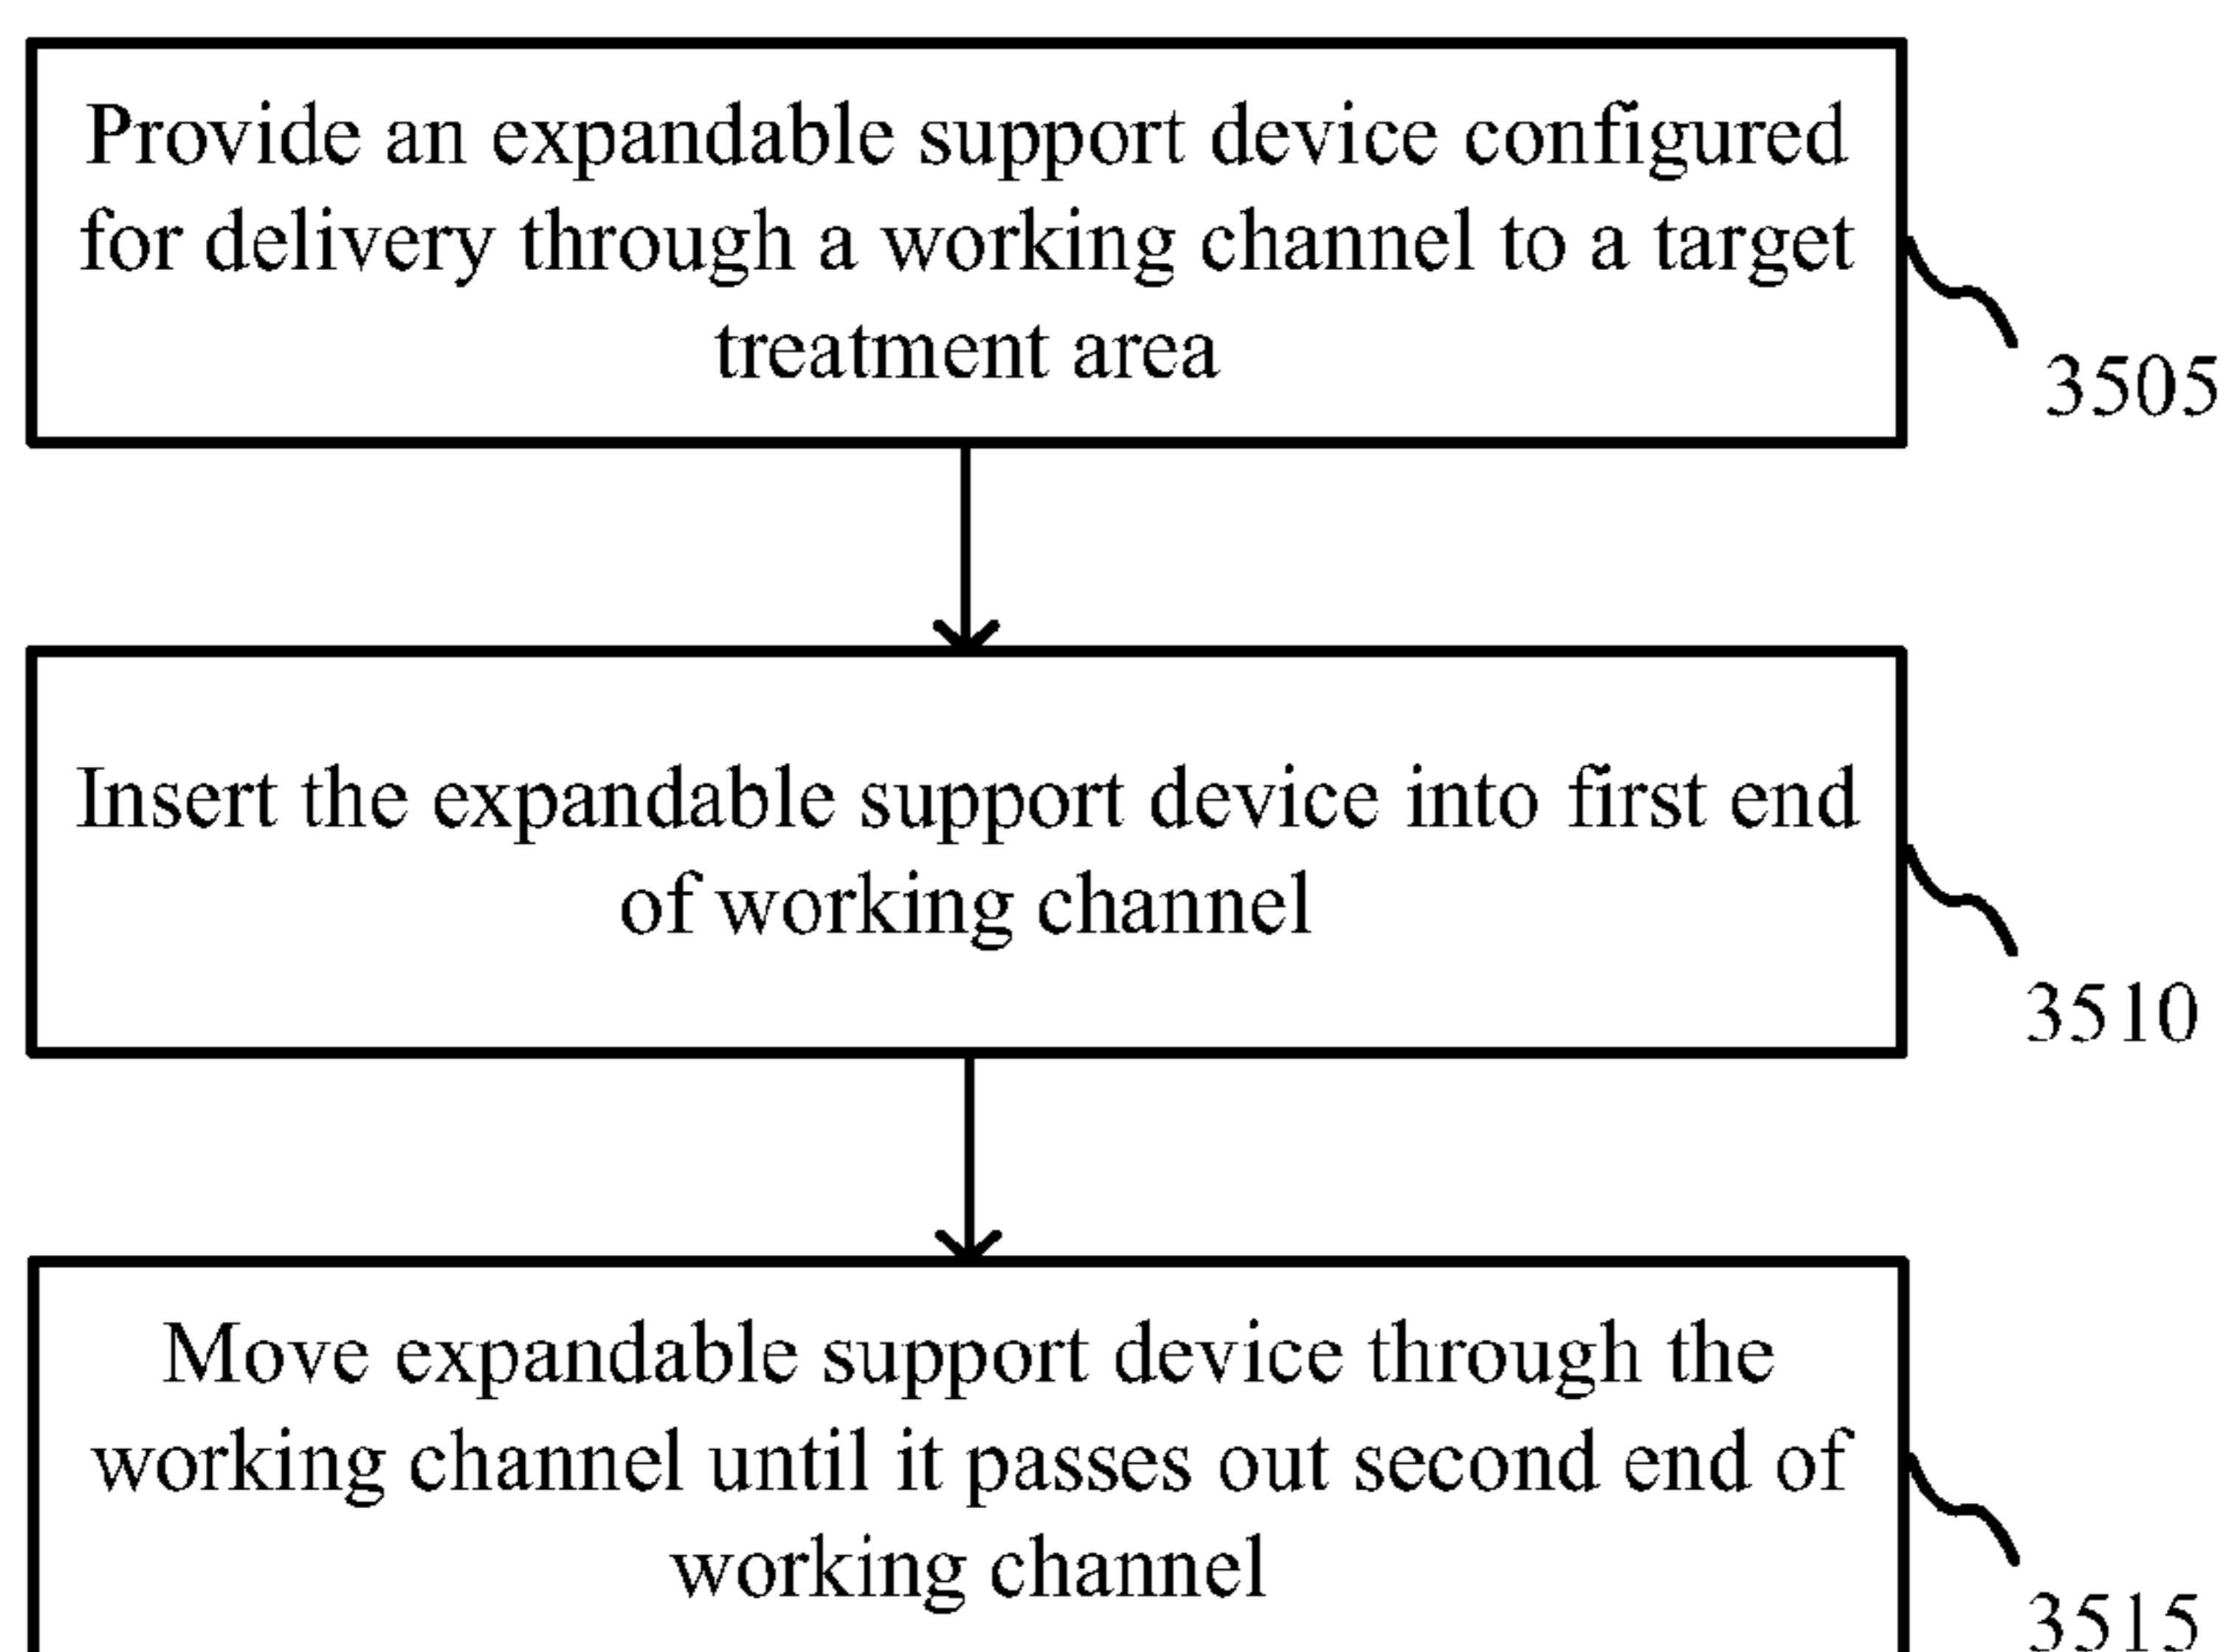 Provide an expandable support device configured
for delivery through a working channel to a target
treatment area
3505
Insert the expandable support device into first end
of working channel
3510
Move expandable support device through the
working channel until it passes out second end of
working channel
3515